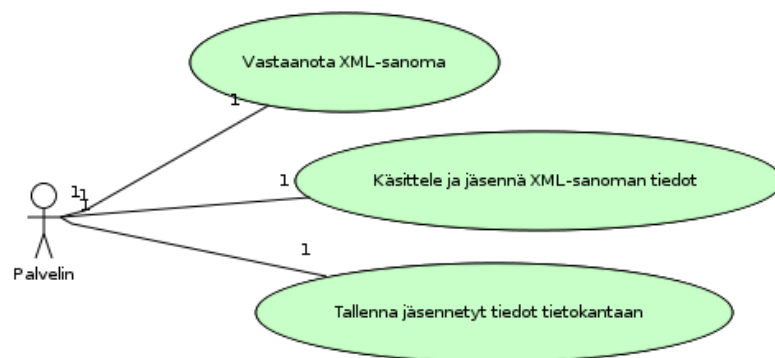 Vastaanota XML-sanoma
1
1
1
1
1
Käsittele ja jäsennä XML-sanoman tiedot
Palvelin
1
Tallenna jäsennetyt tiedot tietokantaan